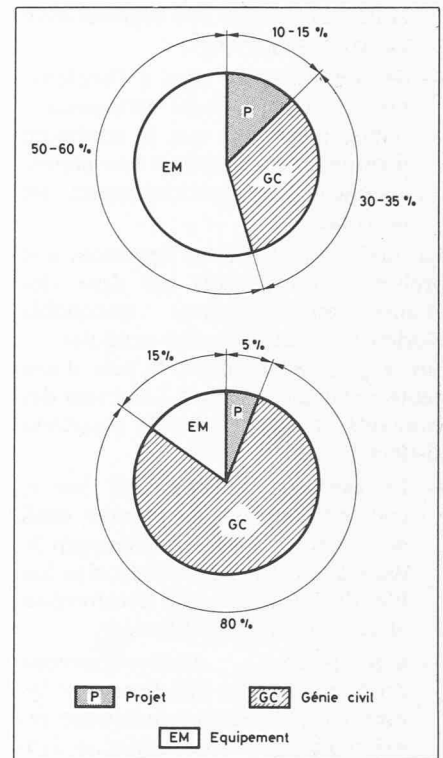 10-15 %
P
50-60 %
EM
GC
30-35 %
15 %
5 %
P
EM
GC
80 %
P Projet
GC Génie civil
EM Equipement